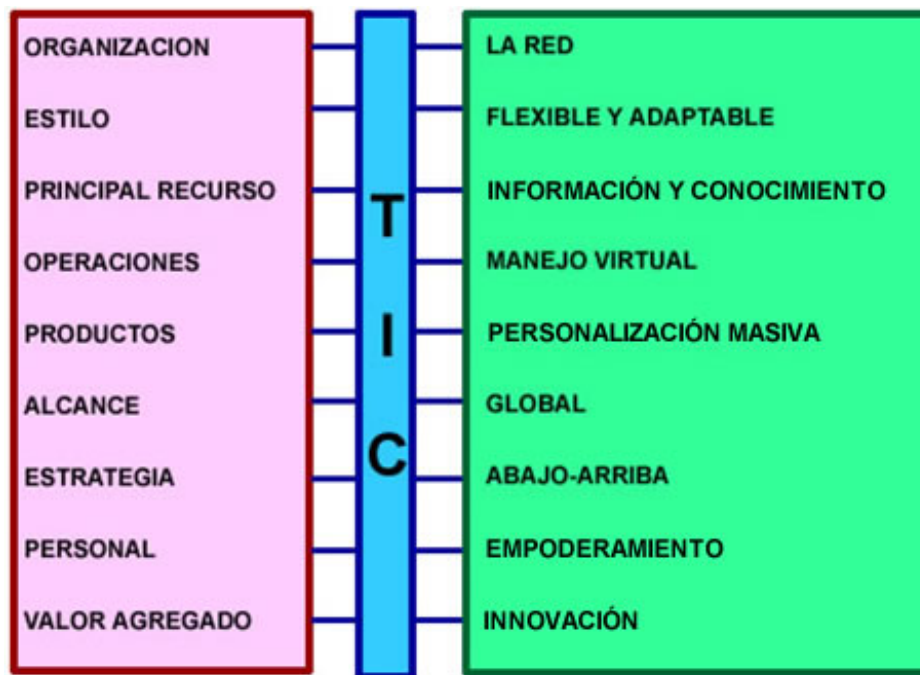 ORGANIZACION
ESTILO
PRINCIPAL RECURSO
OPERACIONES
PRODUCTOS
ALCANCE
ESTRATEGIA
PERSONAL
VALOR AGREGADO
T
I
C
LA RED
FLEXIBLE Y ADAPTABLE
INFORMACIÓN Y CONOCIMIENTO
MANEJO VIRTUAL
PERSONALIZACIÓN MASIVA
GLOBAL
ABAJO-ARRIBA
EMPODERAMIENTO
INNOVACIÓN